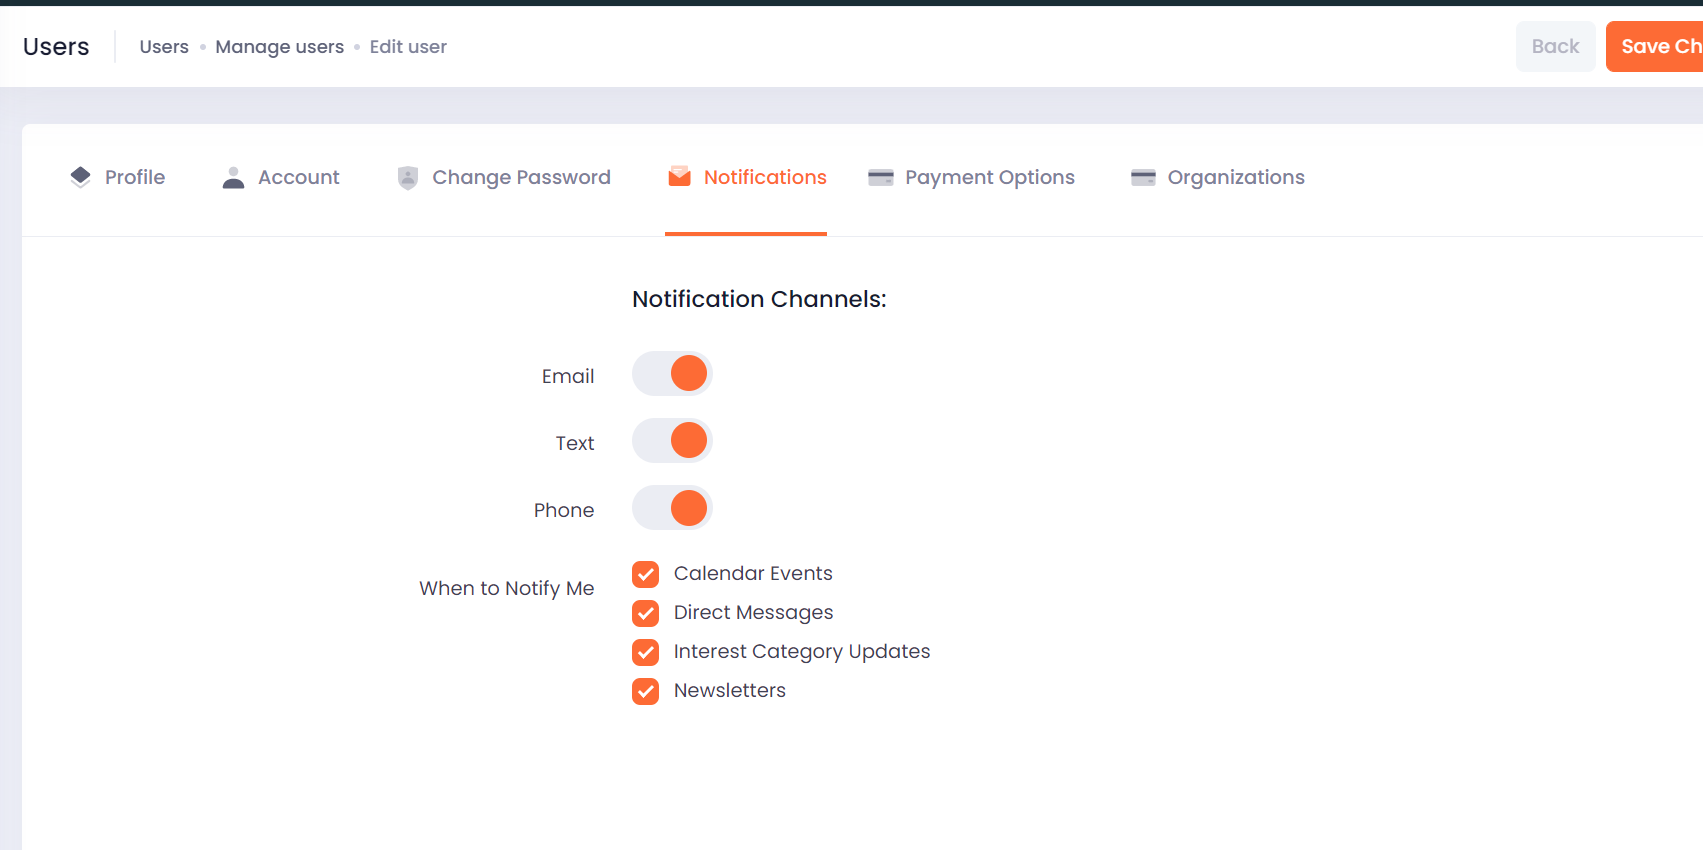 Users
Users • Manage users • Edit user
Back
Save Ch
Profile
Account
Change Password
Notifications
Payment Options
Organizations
Notification Channels:
Email
Text
Phone
When to Notify Me
Calendar Events
Direct Messages
Interest Category Updates
Newsletters